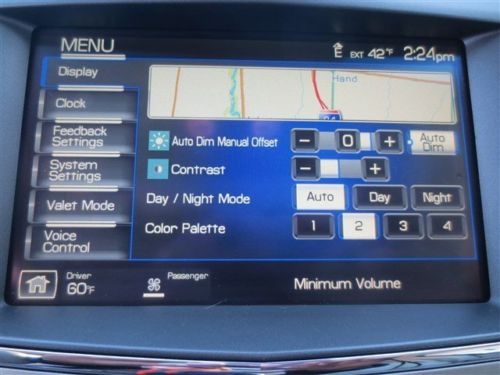 MENU
E EXT 42°F 2:24pm
Display
Hand
Clock
Feedback Settings
Auto Dim Manual Offset - 0 + Auto Dim
System Settings
Contrast - +
Valet Mode
Day / Night Mode Auto Day Night
Voice Control
Color Palette 1 2 3 4
Driver
60°F
Passenger
Minimum Volume